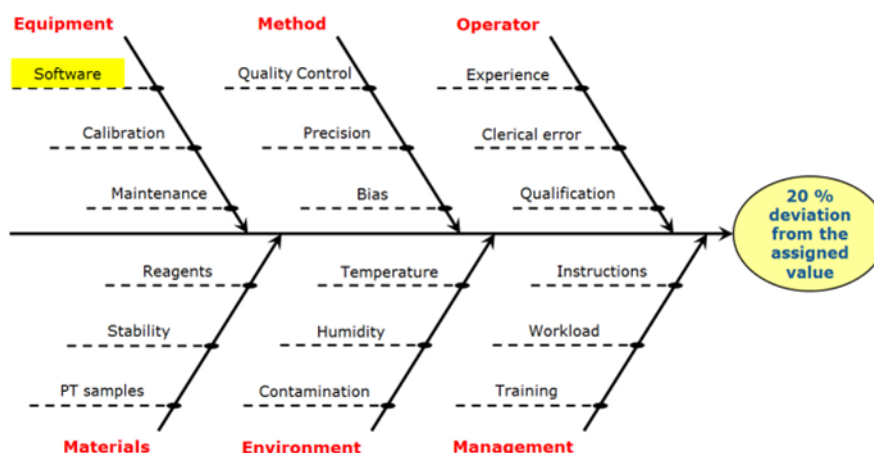 Equipment Method Operator
Software Quality Control Experience
Calibration Precision Clerical error
Maintenance Bias Qualification
20 %
deviation
from the
assigned
value
Reagents Temperature Instructions
Stability Humidity Workload
PT samples Contamination Training
Materials Environment Management